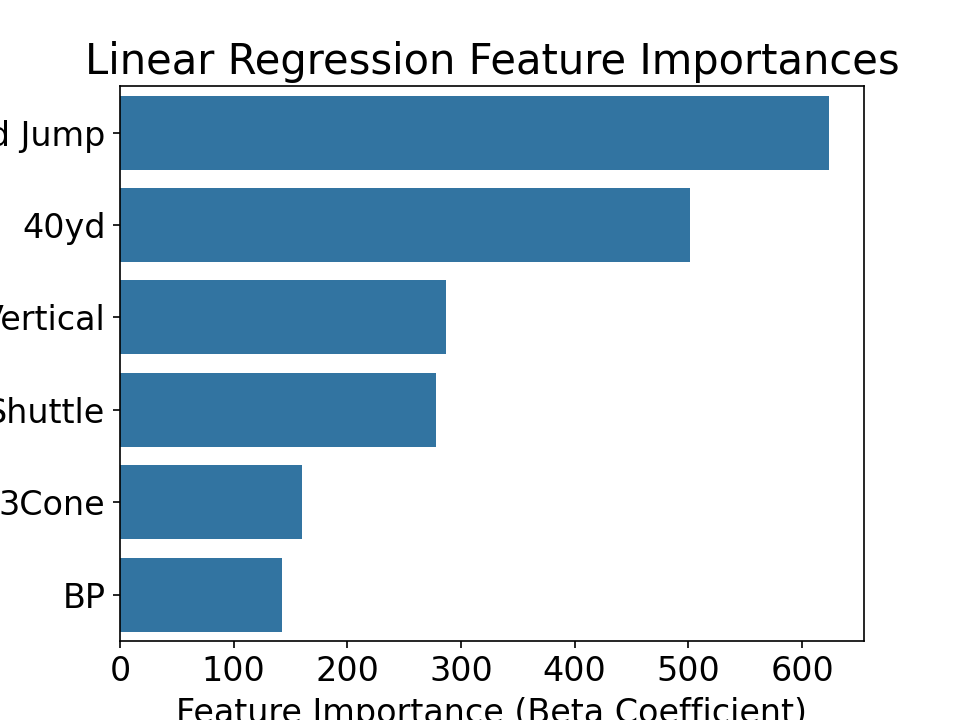 Linear Regression Feature Importances
d Jump
40yd
Vertical
Shuttle
3Cone
BP
0 100 200 300 400 500 600
Feature Importance (Beta Coefficient)